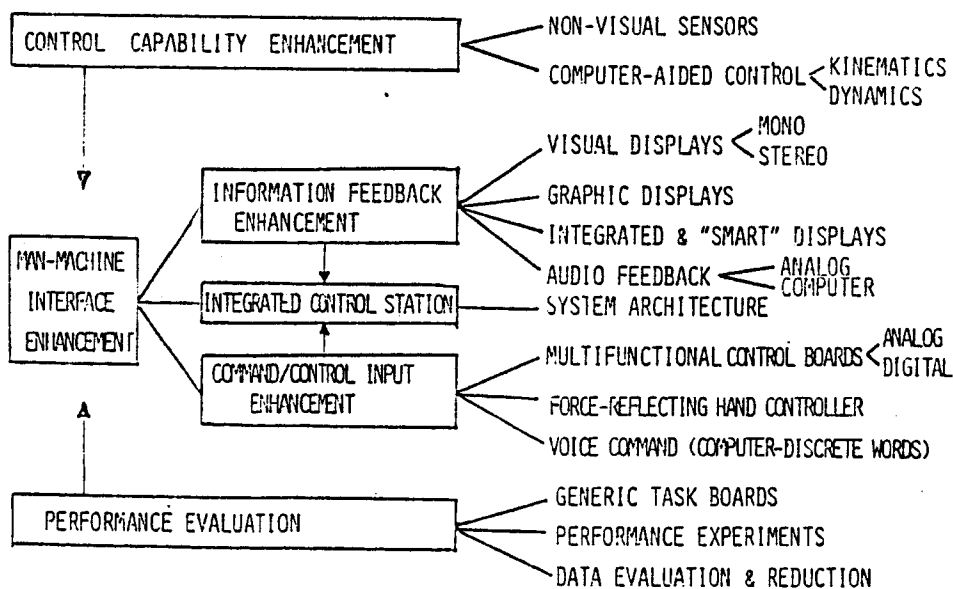 CONTROL CAPABILITY ENHANCEMENT
NON-VISUAL SENSORS
COMPUTER-AIDED CONTROL
KINEMATICS
DYNAMICS
INFORMATION FEEDBACK
ENHANCEMENT
VISUAL DISPLAYS
MONO
STEREO
GRAPHIC DISPLAYS
INTEGRATED & "SMART" DISPLAYS
AUDIO FEEDBACK
ANALOG
COMPUTER
MAN-MACHINE
INTERFACE
ENHANCEMENT
INTEGRATED CONTROL STATION
SYSTEM ARCHITECTURE
COMMAND/CONTROL INPUT
ENHANCEMENT
MULTIFUNCTIONAL CONTROL BOARDS
ANALOG
DIGITAL
FORCE-REFLECTING HAND CONTROLLER
VOICE COMMAND (COMPUTER-DISCRETE WORDS)
PERFORMANCE EVALUATION
GENERIC TASK BOARDS
PERFORMANCE EXPERIMENTS
DATA EVALUATION & REDUCTION